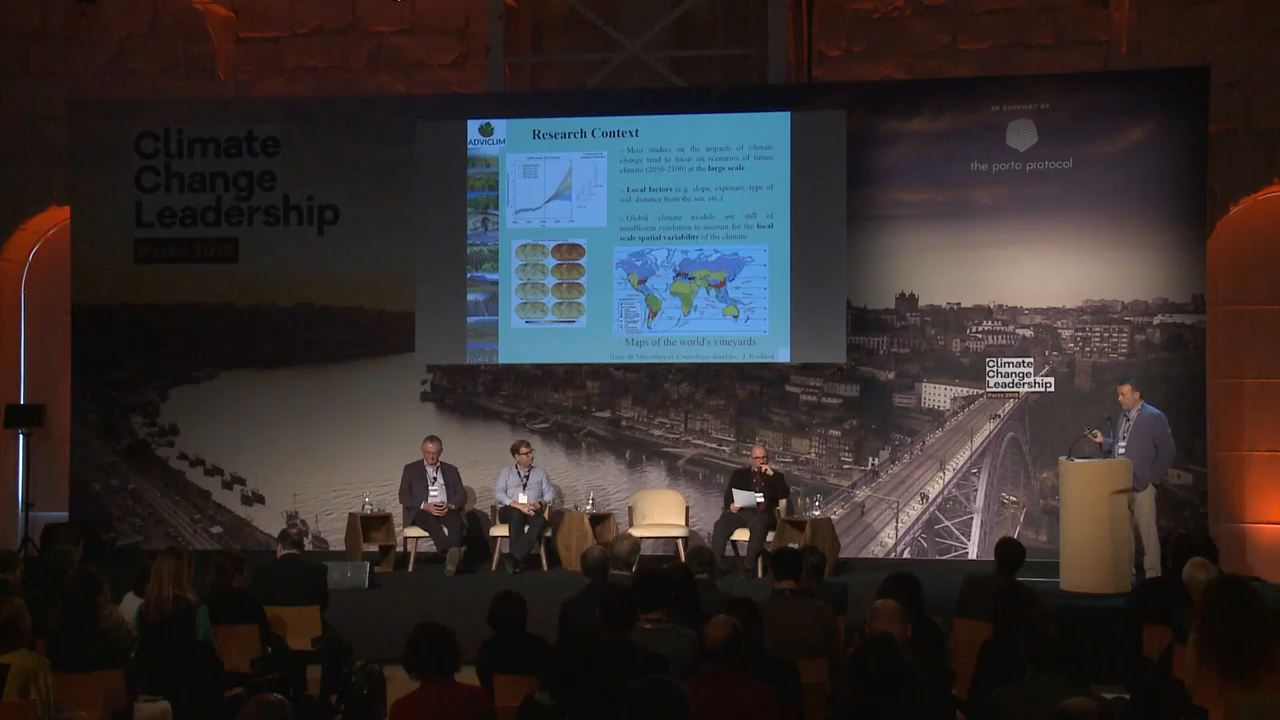 Climate
Change
Leadership
Porto 2019
ADVICLIM
Research Context
Most studies on the impacts of climate
change tend to focus on scenarios of future
climate (2050-2100) at the large scale
Local factors (e.g. slope, exposure, type of
soil, distance from the sea, etc.)
Global climate models are still of
insufficient resolution to account for the local
scale spatial variability of the climate
Maps of the world's vineyards
IN SUPPORT OF
the porto protocol
Climate
Change
Leadership
Porto 2019